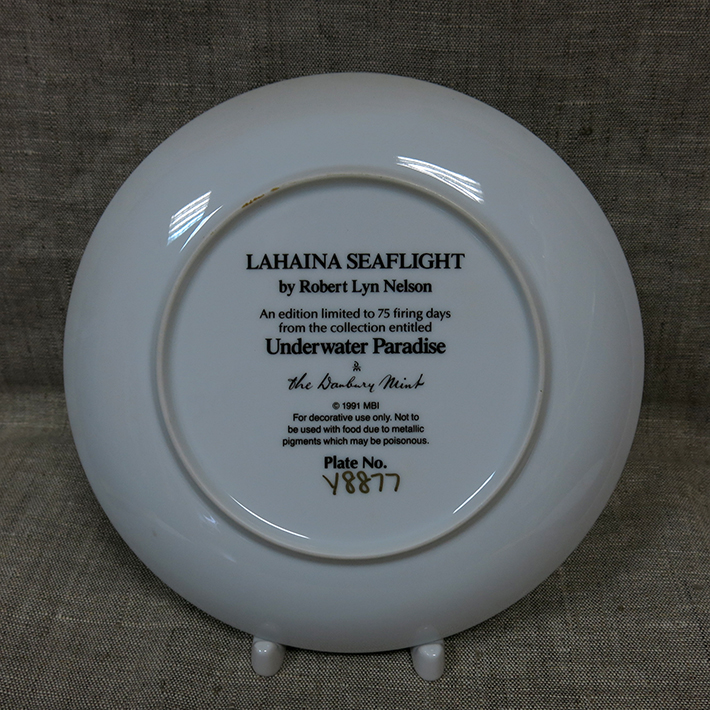 LAHAINA SEAFLIGHT
by Robert Lyn Nelson
An edition limited to 75 firing days
from the collection entitled
Underwater Paradise
The Danbury Mint
© 1991 MBI
For decorative use only. Not to
be used with food due to metallic
pigments which may be poisonous.
Plate No.
Y8877